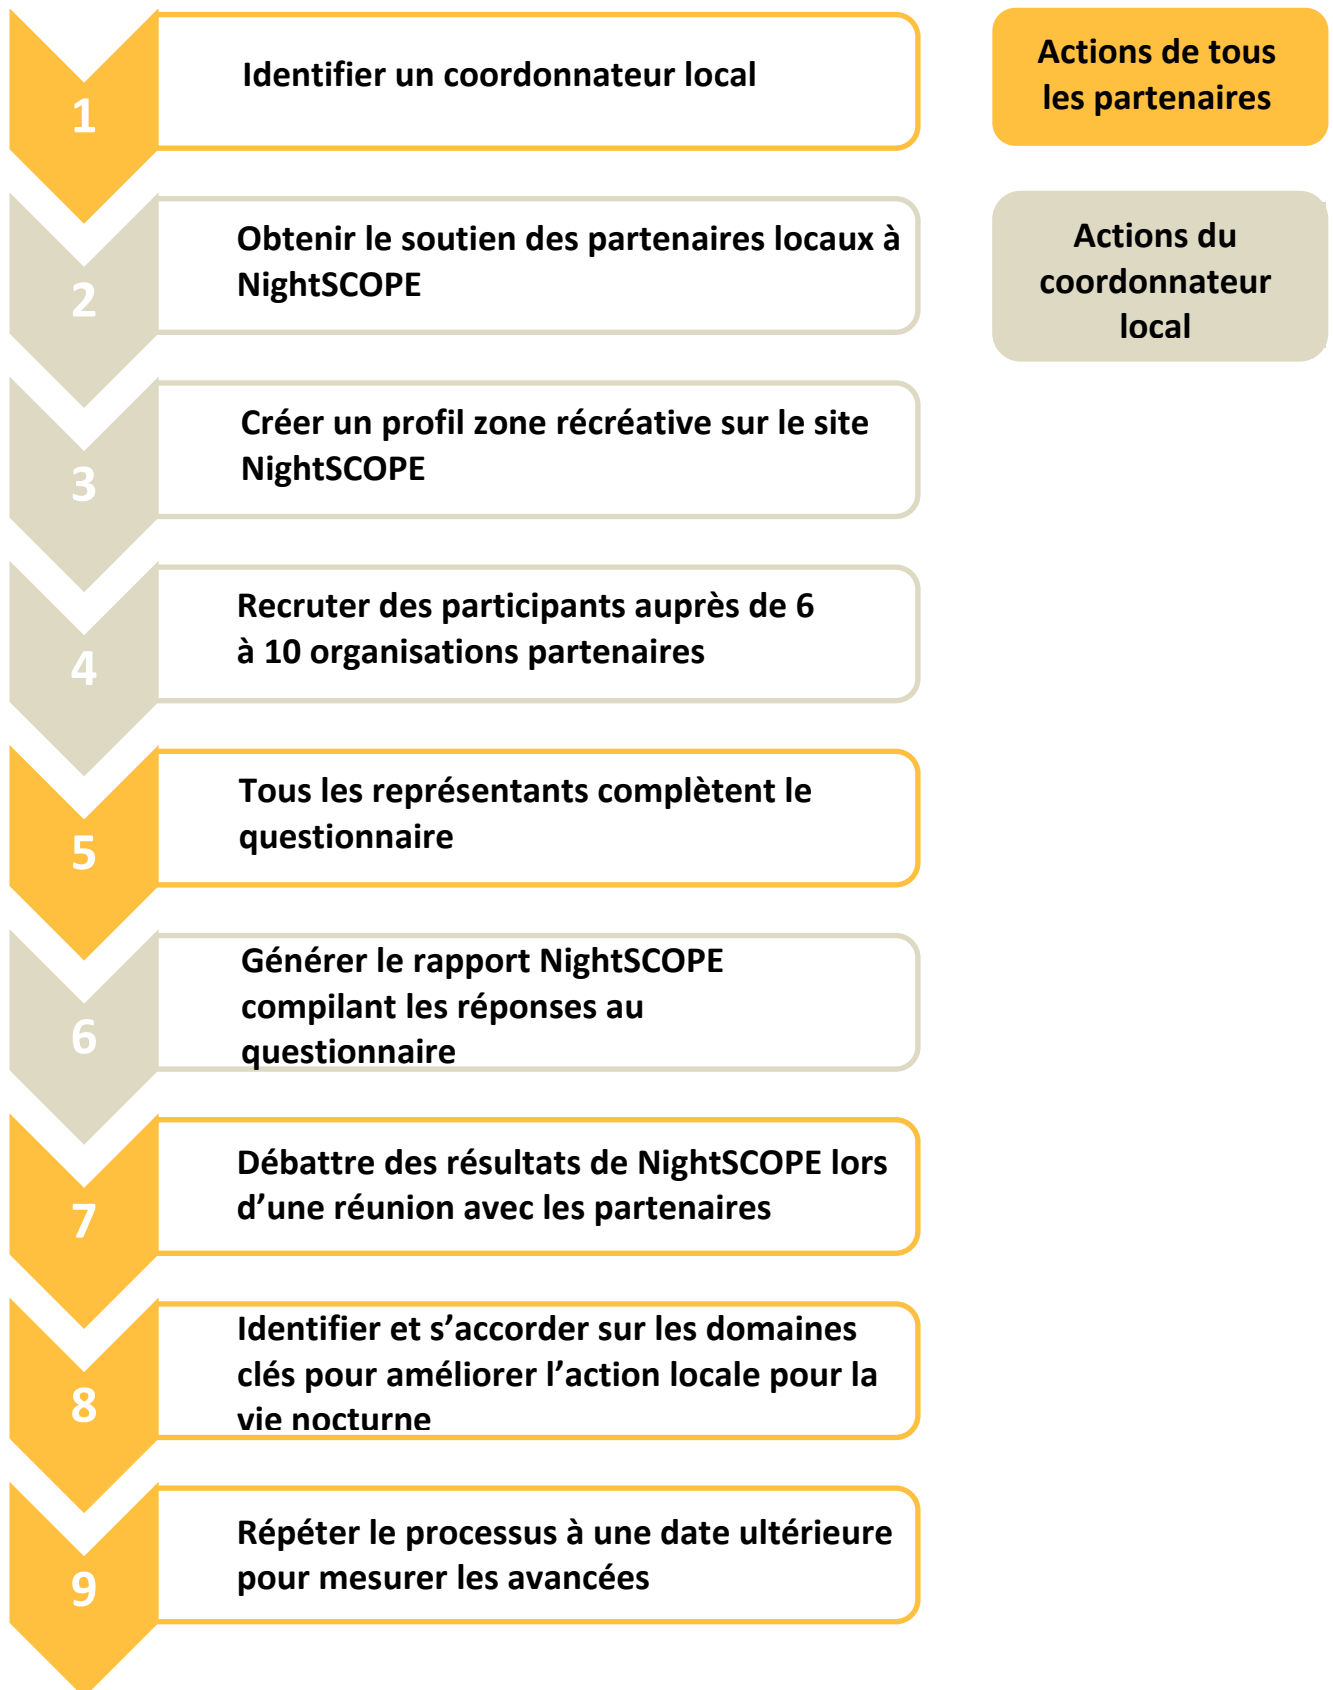 1
Identifier un coordonnateur local
Actions de tous
les partenaires
2
Obtenir le soutien des partenaires locaux à
NightSCOPE
Actions du
coordonnateur
local
3
Créer un profil zone récréative sur le site
NightSCOPE
4
Recruter des participants auprès de 6
à 10 organisations partenaires
5
Tous les représentants complètent le
questionnaire
6
Générer le rapport NightSCOPE
compilant les réponses au
questionnaire
7
Débattre des résultats de NightSCOPE lors
d’une réunion avec les partenaires
8
Identifier et s’accorder sur les domaines
clés pour améliorer l’action locale pour la
vie nocturne
9
Répéter le processus à une date ultérieure
pour mesurer les avancées